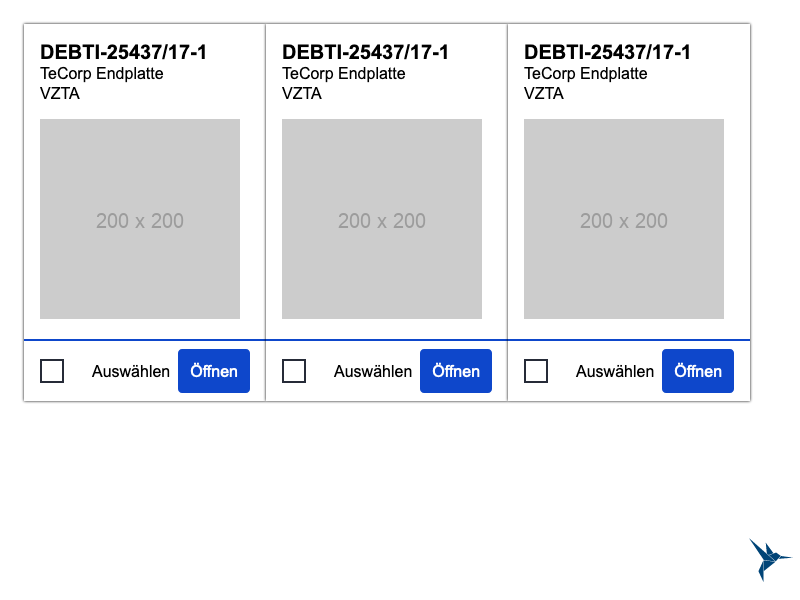 DEBTI-25437/17-1
TeCorp Endplatte
VZTA
200 x 200
Auswählen Öffnen
DEBTI-25437/17-1
TeCorp Endplatte
VZTA
200 x 200
Auswählen Öffnen
DEBTI-25437/17-1
TeCorp Endplatte
VZTA
200 x 200
Auswählen Öffnen